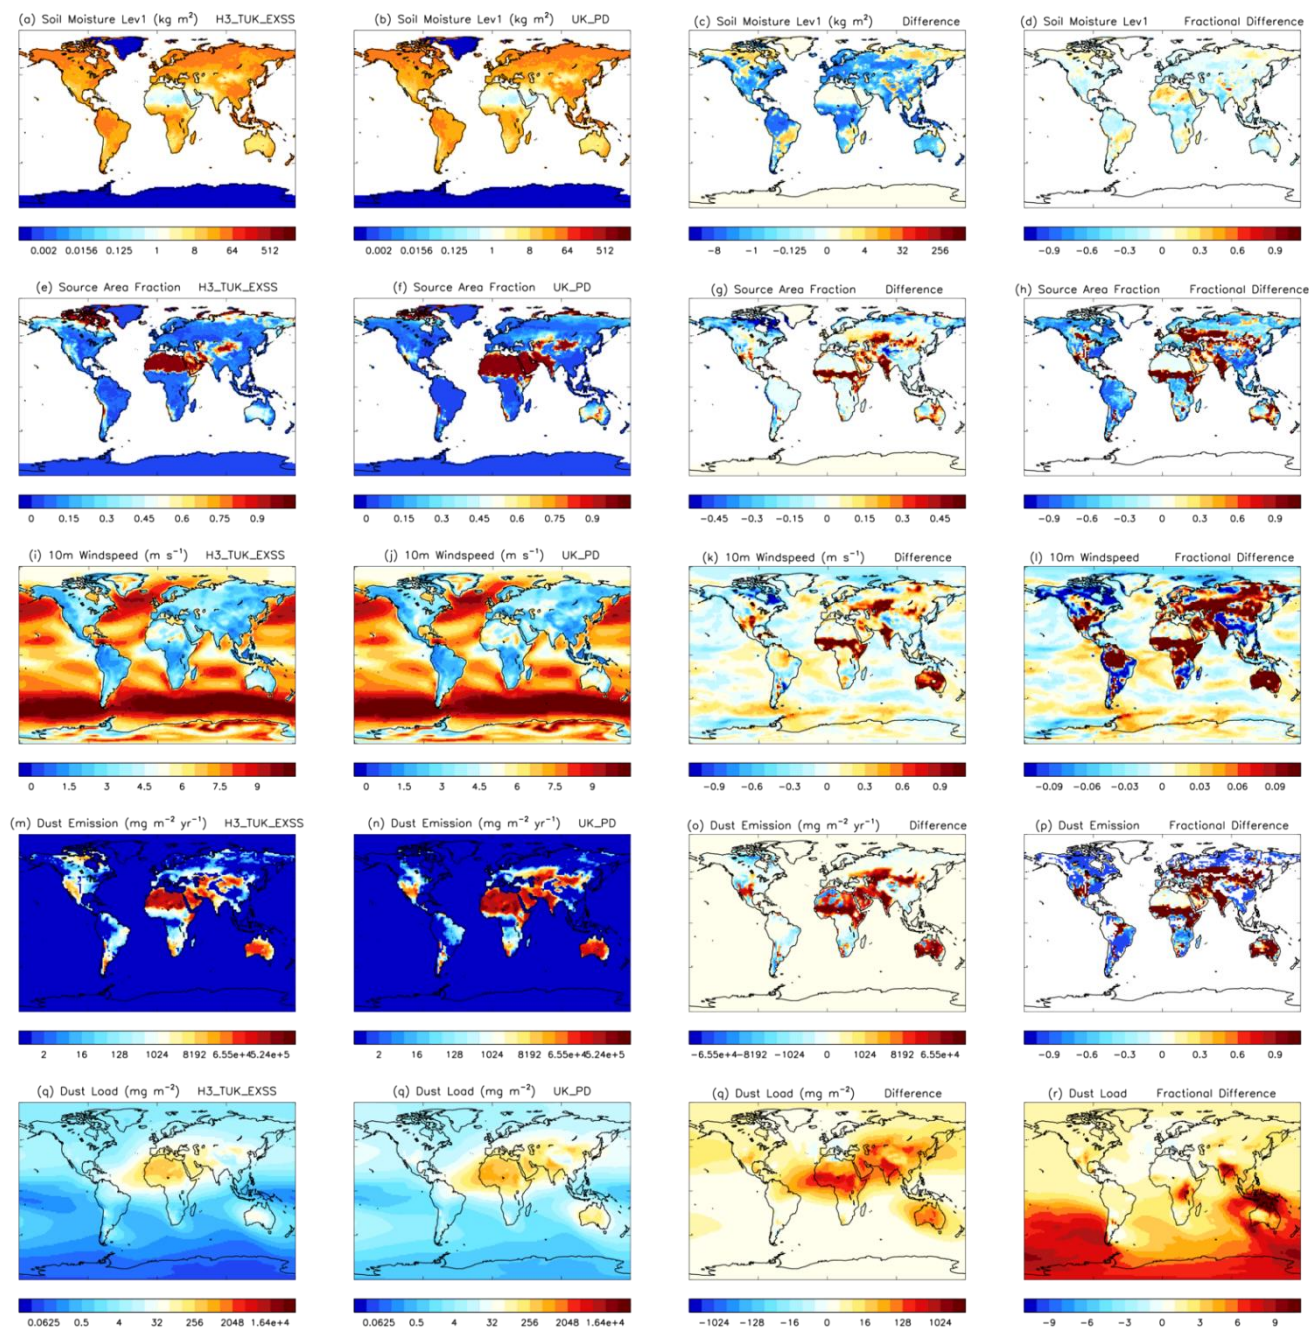 (a) Soil Moisture Lev1 (kg m²) H3_TUK_EXSS
(b) Soil Moisture Lev1 (kg m²) UK_PD
(c) Soil Moisture Lev1 (kg m²) Difference
(d) Soil Moisture Lev1 Fractional Difference
0.002 0.0156 0.125 1 8 64 512
0.002 0.0156 0.125 1 8 64 512
−8 −1 −0.125 0 4 32 256
−0.9 −0.6 −0.3 0 0.3 0.6 0.9
(e) Source Area Fraction H3_TUK_EXSS
(f) Source Area Fraction UK_PD
(g) Source Area Fraction Difference
(h) Source Area Fraction Fractional Difference
0 0.15 0.3 0.45 0.6 0.75 0.9
0 0.15 0.3 0.45 0.6 0.75 0.9
−0.45 −0.3 −0.15 0 0.15 0.3 0.45
−0.9 −0.6 −0.3 0 0.3 0.6 0.9
(i) 10m Windspeed (m s⁻¹) H3_TUK_EXSS
(j) 10m Windspeed (m s⁻¹) UK_PD
(k) 10m Windspeed (m s⁻¹) Difference
(l) 10m Windspeed Fractional Difference
0 1.5 3 4.5 6 7.5 9
0 1.5 3 4.5 6 7.5 9
−0.9 −0.6 −0.3 0 0.3 0.6 0.9
−0.09 −0.06 −0.03 0 0.03 0.06 0.09
(m) Dust Emission (mg m⁻² yr⁻¹) H3_TUK_EXSS
(n) Dust Emission (mg m⁻² yr⁻¹) UK_PD
(o) Dust Emission (mg m⁻² yr⁻¹) Difference
(p) Dust Emission Fractional Difference
2 16 128 1024 8192 6.55e+4 5.24e+5
2 16 128 1024 8192 6.55e+4 5.24e+5
−6.55e+4 −8192 −1024 0 1024 8192 6.55e+4
−0.9 −0.6 −0.3 0 0.3 0.6 0.9
(q) Dust Load (mg m⁻²) H3_TUK_EXSS
(q) Dust Load (mg m⁻²) UK_PD
(q) Dust Load (mg m⁻²) Difference
(r) Dust Load Fractional Difference
0.0625 0.5 4 32 256 2048 1.64e+4
0.0625 0.5 4 32 256 2048 1.64e+4
−1024 −128 −16 0 16 128 1024
−9 −6 −3 0 3 6 9